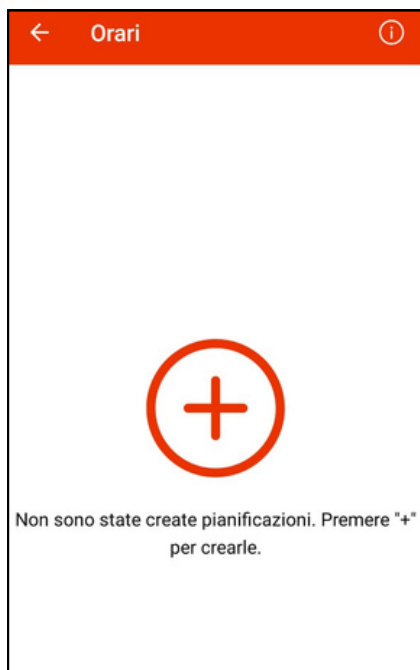 Orari
Non sono state create pianificazioni. Premere "+"
per crearle.